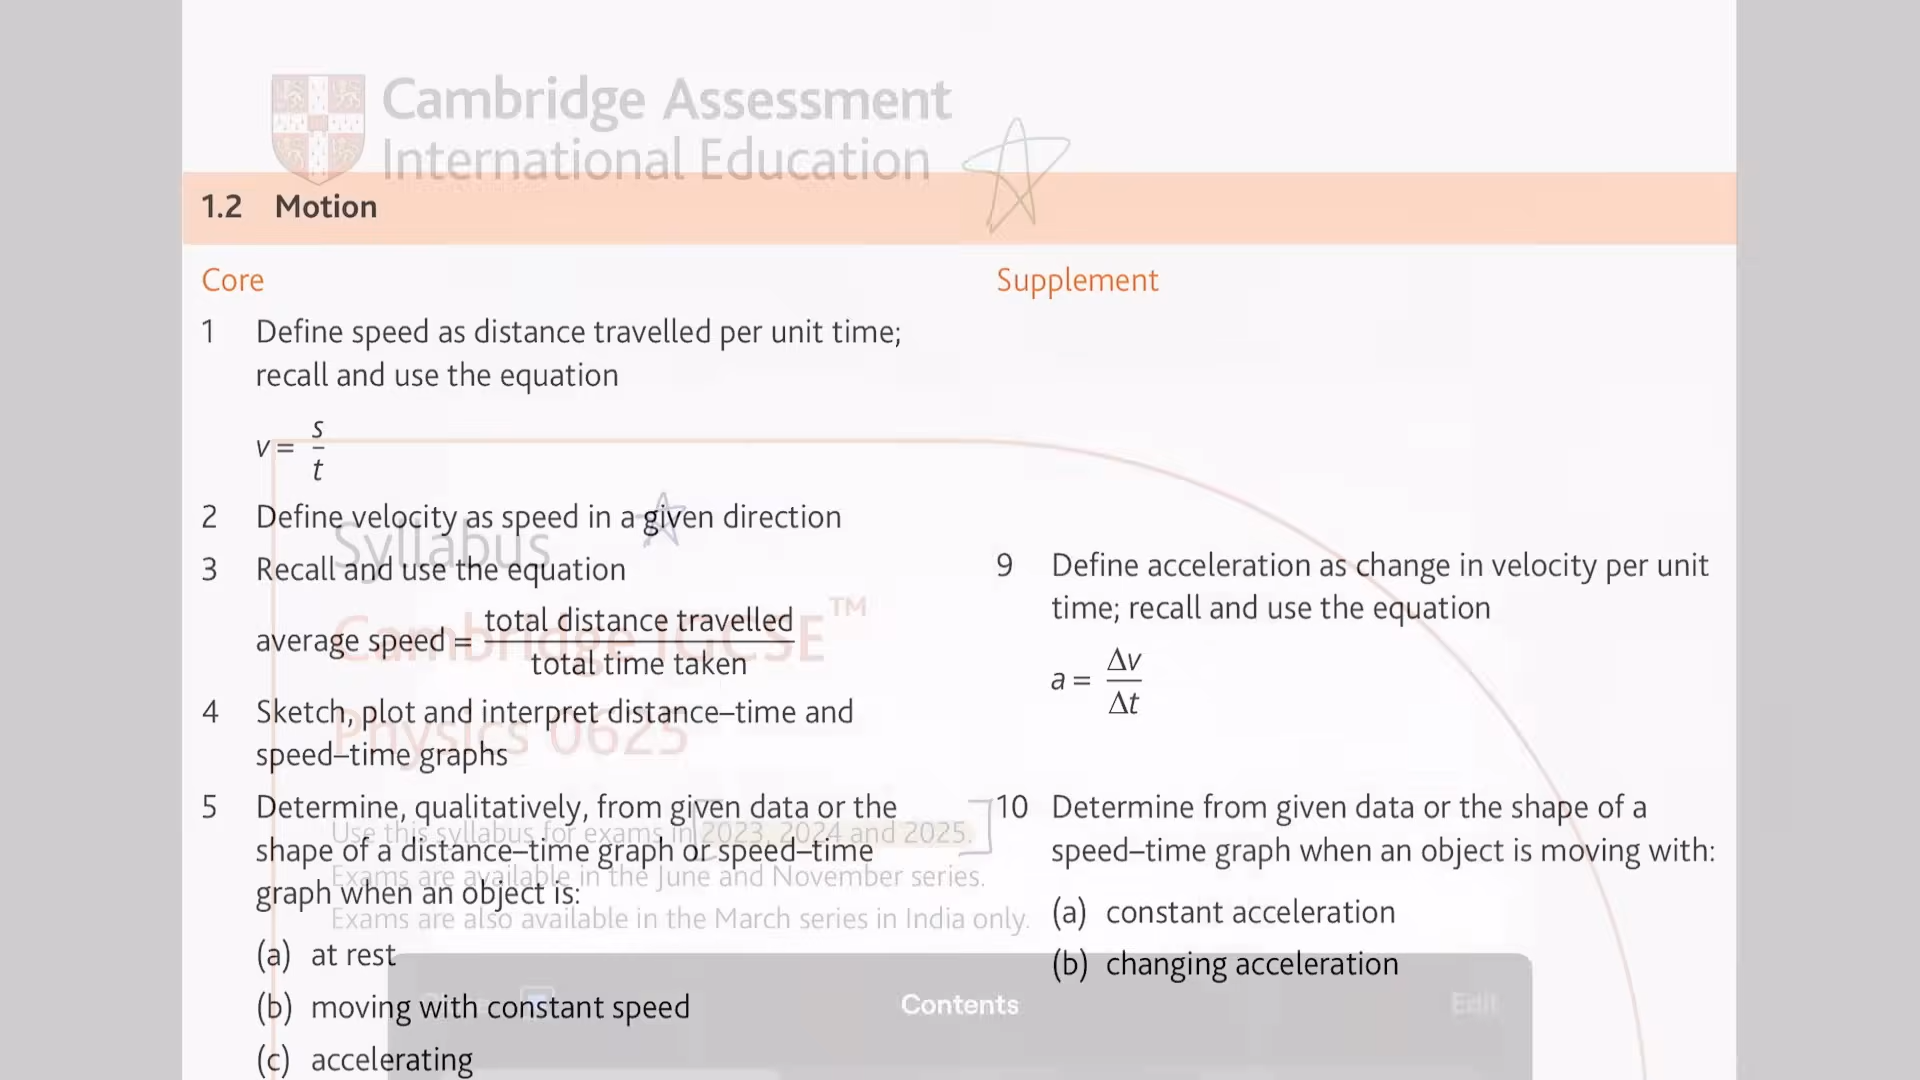 Cambridge Assessment
International Education
1.2 Motion
Core
1 Define speed as distance travelled per unit time;
recall and use the equation
v = s/t
2 Define velocity as speed in a given direction
3 Recall and use the equation
average speed = total distance travelled / total time taken
4 Sketch, plot and interpret distance–time and
speed–time graphs
5 Determine, qualitatively, from given data or the
shape of a distance–time graph or speed–time
graph when an object is:
(a) at rest
(b) moving with constant speed
(c) accelerating
Supplement
9 Define acceleration as change in velocity per unit
time; recall and use the equation
a = Δv/Δt
10 Determine from given data or the shape of a
speed–time graph when an object is moving with:
(a) constant acceleration
(b) changing acceleration
Syllabus
Cambridge IGCSE™
Physics 0625
Use this syllabus for exams in 2023, 2024 and 2025.
Exams are available in the June and November series.
Exams are also available in the March series in India only.
Contents
Edit